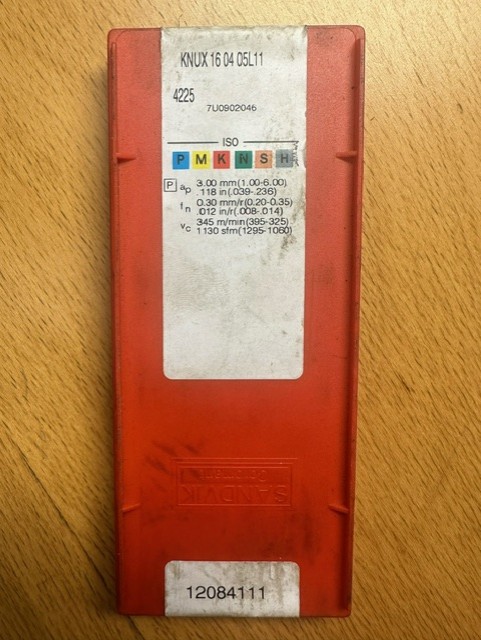 KNUX 16 04 05L11
4225
7U0902046
ISO
P M K N S H
P ap 3.00 mm(1.00-6.00)
.118 in(.039-.236)
fn 0.30 mm/r(0.20-0.35)
.012 in/r(.008-.014)
vc 345 m/min(395-325)
1130 sfm(1295-1060)
SANDVIK
Coromant
12084111